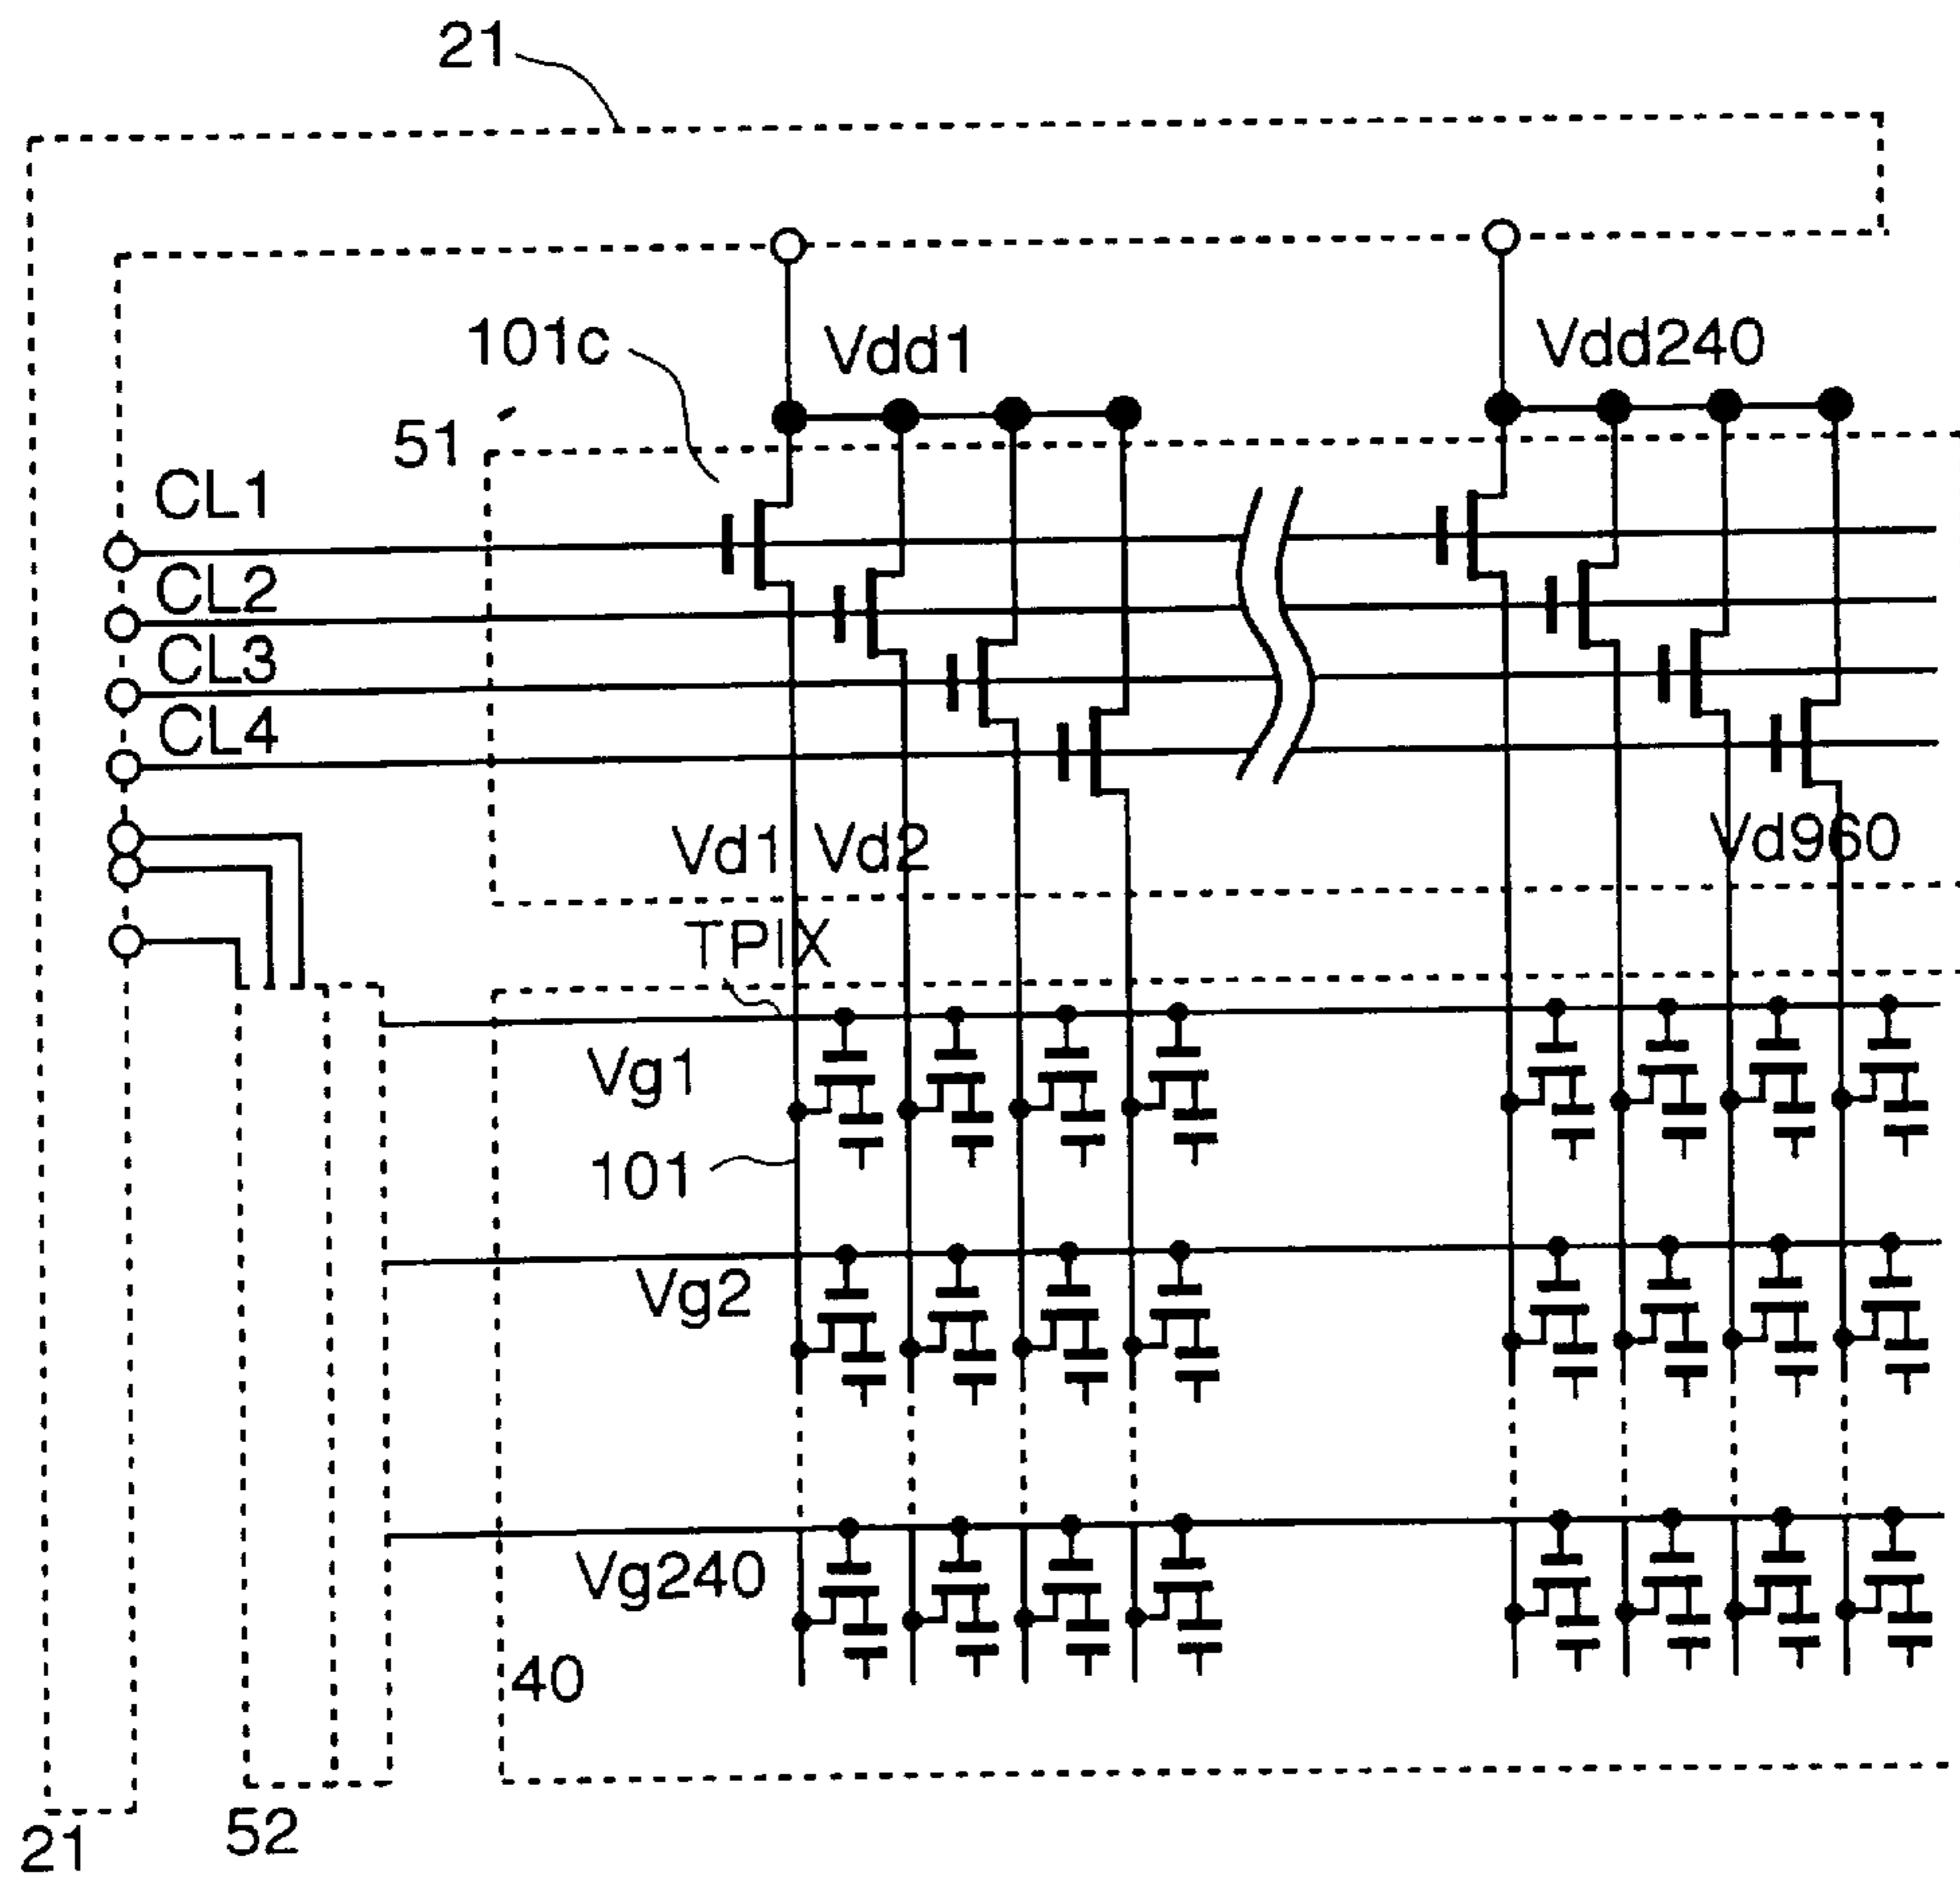 21
101c
Vdd1
Vdd240
51
CL1
CL2
CL3
CL4
Vd1 Vd2
Vd960
TPIX
Vg1
101
Vg2
Vg240
40
52
21